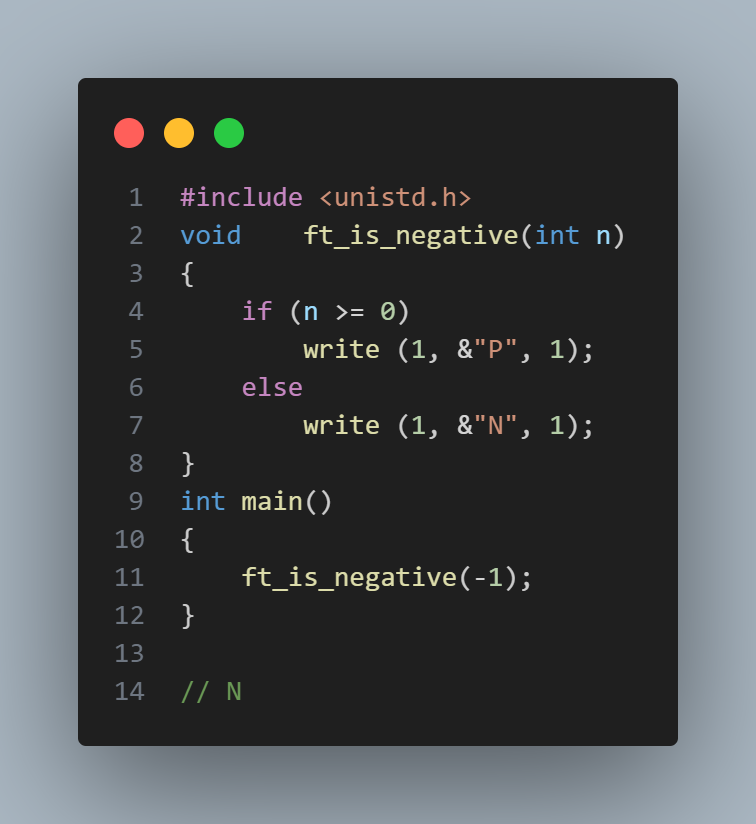 1 #include <unistd.h>
2 void    ft_is_negative(int n)
3 {
4     if (n >= 0)
5         write (1, &"P", 1);
6     else
7         write (1, &"N", 1);
8 }
9 int main()
10 {
11     ft_is_negative(-1);
12 }
13
14 // N